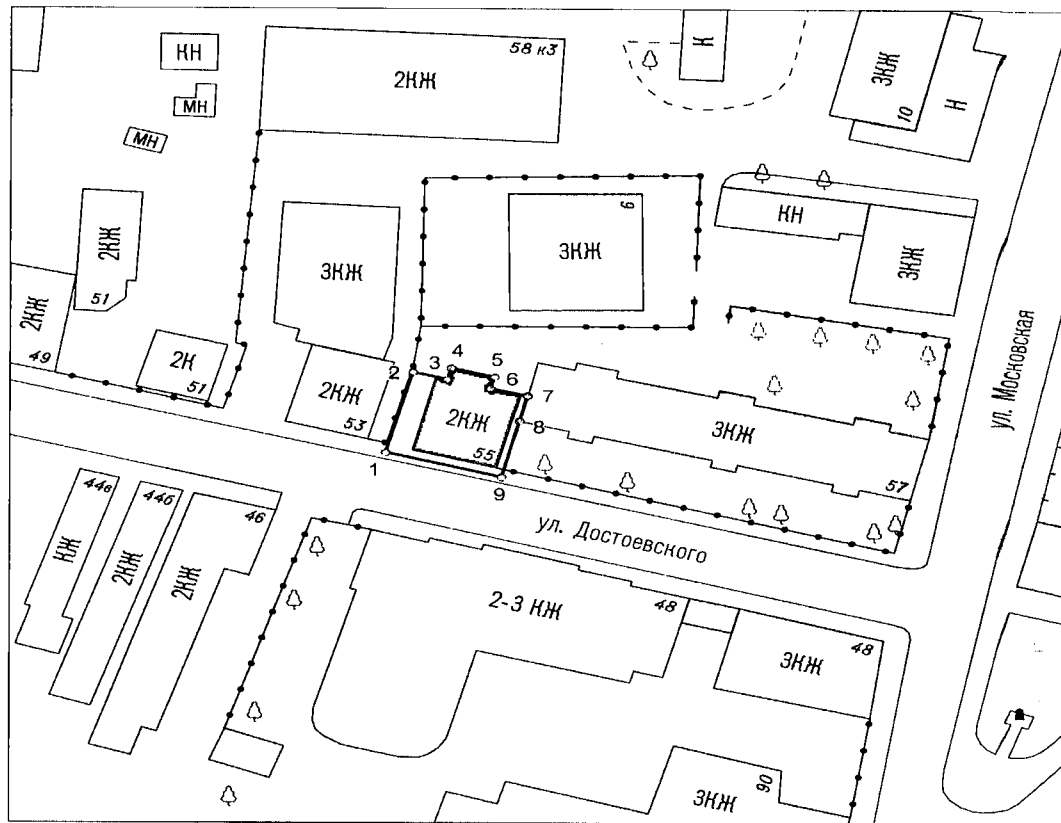 58 к3
КН
2КЖ
К
3КЖ
10
Н
МН
МН
6
КН
2КЖ
3КЖ
3КЖ
3КЖ
51
2КЖ
49
2К
51
2КЖ
53
1
2
3
4
5
6
7
8
9
2КЖ
55
3КЖ
57
ул. Московская
ул. Достоевского
44в
44б
46
КЖ
2КЖ
2КЖ
2-3 КЖ
48
3КЖ
48
3КЖ
90